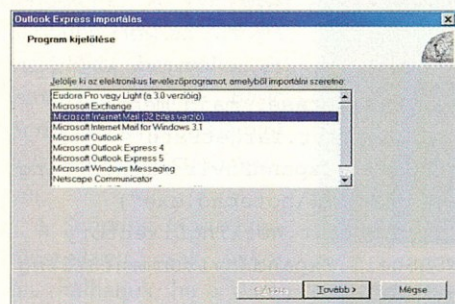 Outlook Express importálás
Program kijelölése
Jelölje ki az elektronikus levelezőprogramot, amelyből importálni szeretne:
Eudora Pro vagy Light (a 3.0 verzióig)
Microsoft Exchange
Microsoft Internet Mail (32 bites verzió)
Microsoft Internet Mail for Windows 3.1
Microsoft Outlook
Microsoft Outlook Express 4
Microsoft Outlook Express 5
Microsoft Windows Messaging
Netscape Communicator
Tovább >
Mégse